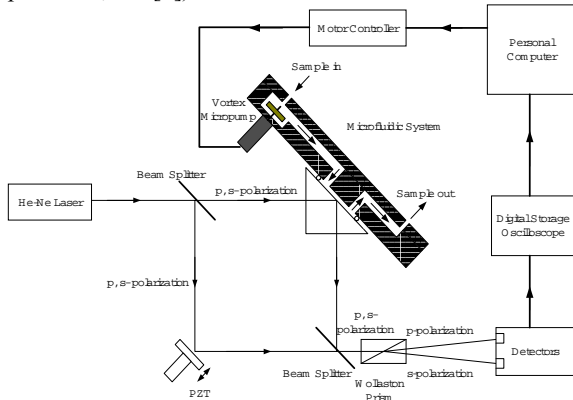 Motor Controller
Personal
Computer
Sample in
Vortex
Micropump
Microfluidic System
Beam Splitter
p,s-polarization
Sample out
He-Ne Laser
Digital Storage
Osciloscope
p,s-polarization
p,s-
polarization
p-polarization
Detectors
s-polarization
Beam Splitter
Wollaston
Prism
PZT